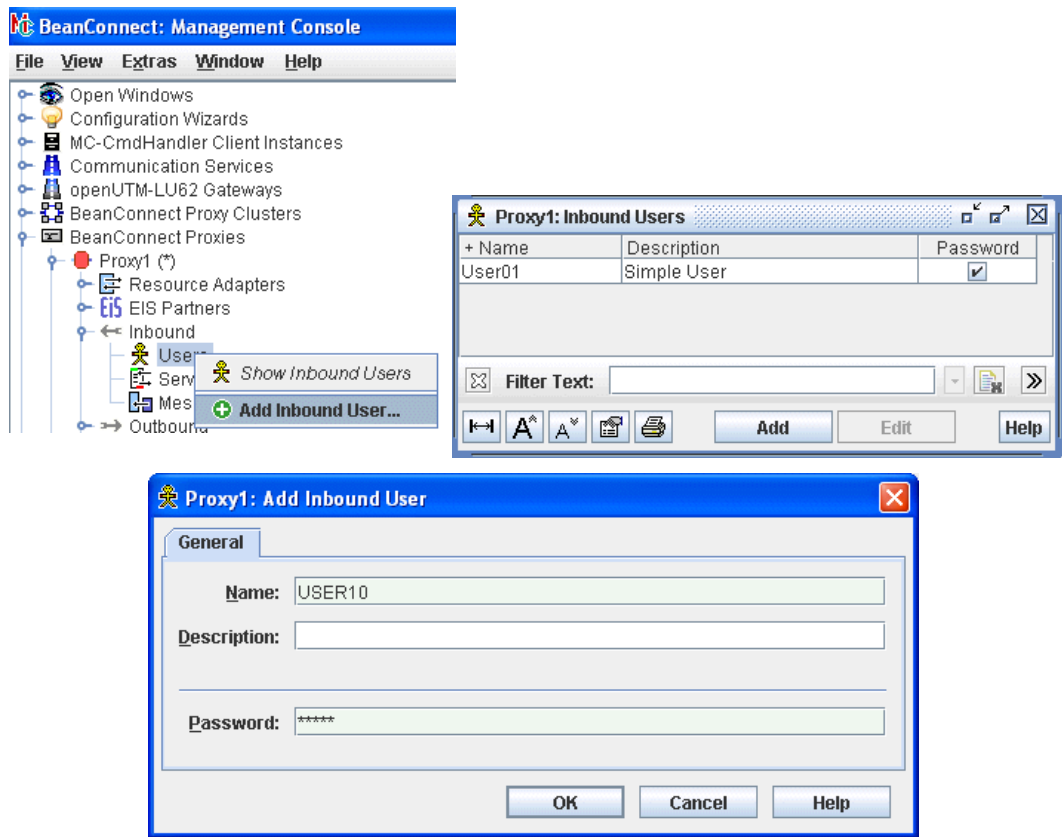 BeanConnect: Management Console
File View Extras Window Help
Open Windows
Configuration Wizards
MC-CmdHandler Client Instances
Communication Services
openUTM-LU62 Gateways
BeanConnect Proxy Clusters
BeanConnect Proxies
Proxy1 (*)
Resource Adapters
EIS EIS Partners
Inbound
Users
Show Inbound Users
Serv
Add Inbound User...
Mes
Outbound
Proxy1: Inbound Users
+ Name Description Password
User01 Simple User
Filter Text:
Add Edit Help
Proxy1: Add Inbound User
General
Name: USER10
Description:
Password: *****
OK Cancel Help